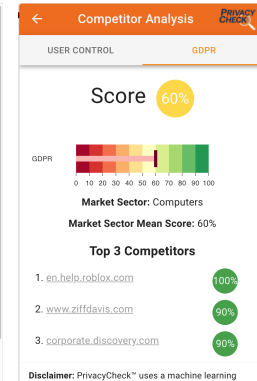 ← Competitor Analysis PRIVACY
CHECK
USER CONTROL GDPR
Score 60%
GDPR
0 10 20 30 40 50 60 70 80 90 100
Market Sector: Computers
Market Sector Mean Score: 60%
Top 3 Competitors
1. en.help.roblox.com 100%
2. www.ziffdavis.com 90%
3. corporate.discovery.com 90%
Disclaimer: PrivacyCheck™ uses a machine learning